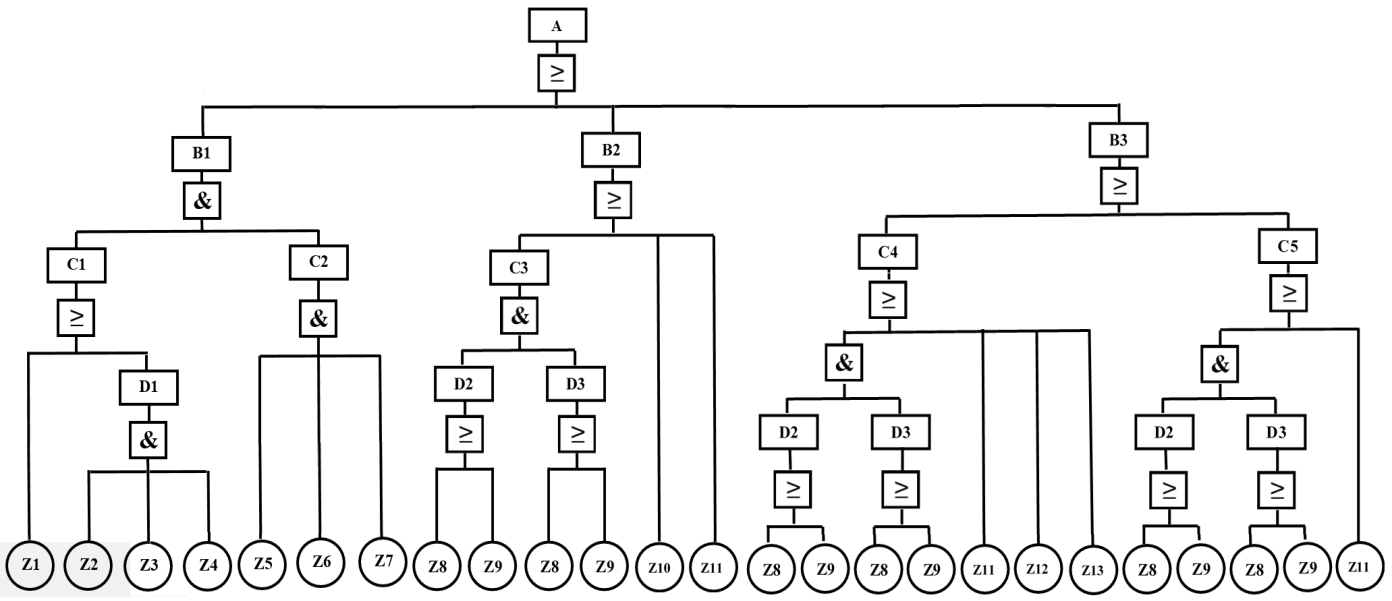 A
≥
B1 B2 B3
& ≥ ≥
C1 C2 C3 C4 C5
≥ & & ≥ ≥
D1 D2 D3 & &
& ≥ ≥ D2 D3 D2 D3
≥ ≥ ≥ ≥
Z1 Z2 Z3 Z4 Z5 Z6 Z7 Z8 Z9 Z8 Z9 Z10 Z11 Z8 Z9 Z8 Z9 Z11 Z12 Z13 Z8 Z9 Z8 Z9 Z11